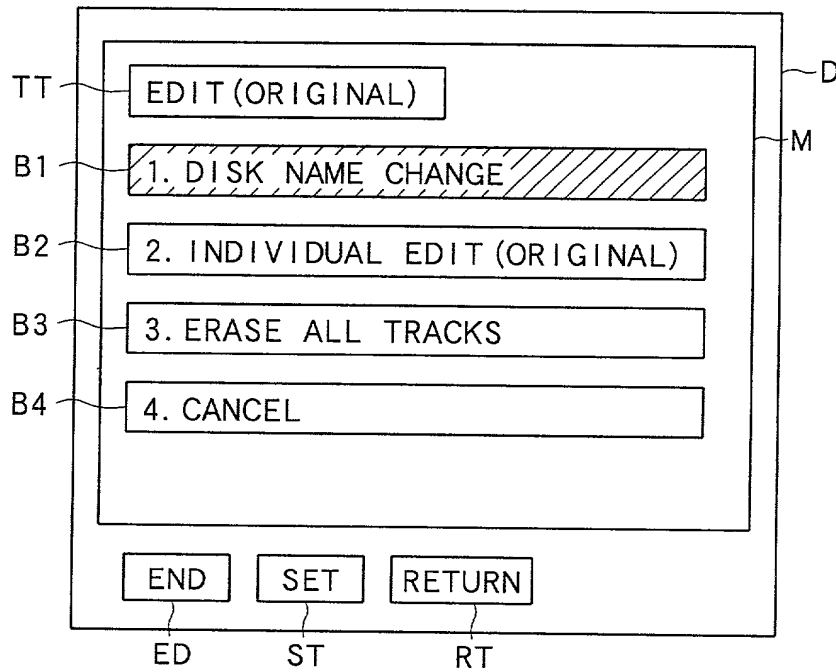 TT EDIT(ORIGINAL) D
M
B1 1. DISK NAME CHANGE
B2 2. INDIVIDUAL EDIT(ORIGINAL)
B3 3. ERASE ALL TRACKS
B4 4. CANCEL
END SET RETURN
ED ST RT